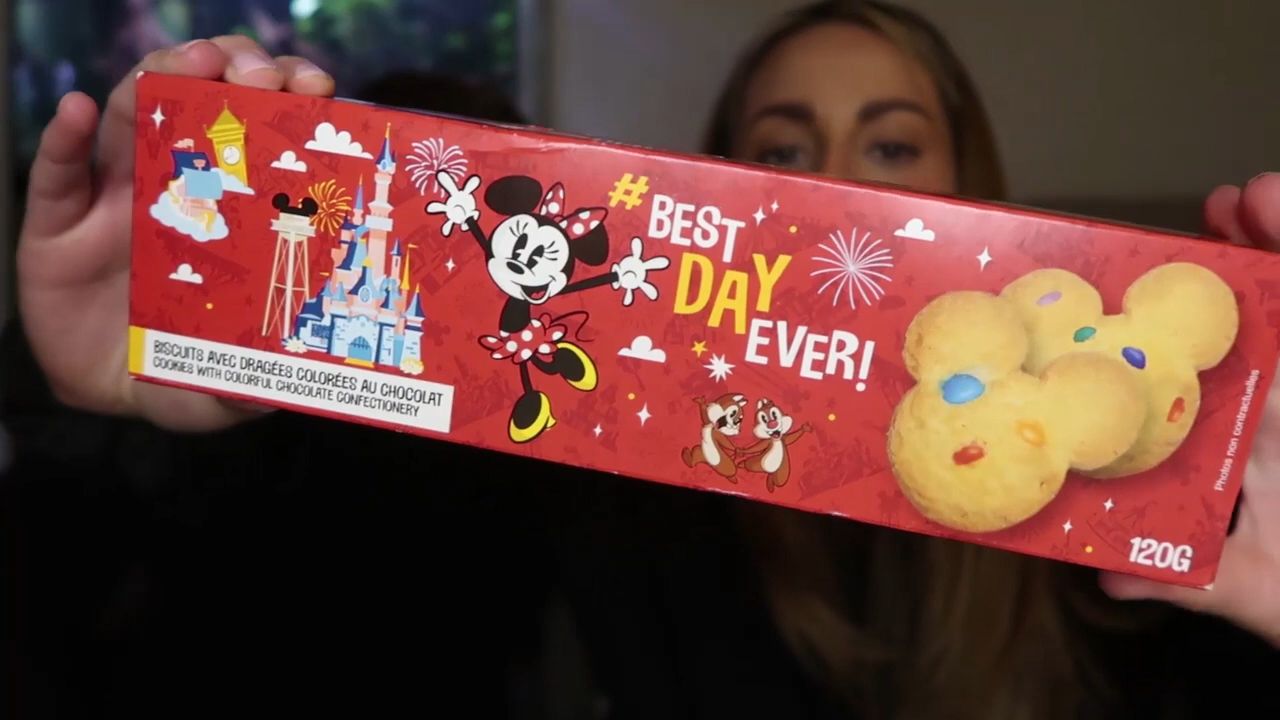 #BEST
DAY
EVER!
BISCUITS AVEC DRAGÉES COLORÉES AU CHOCOLAT
COOKIES WITH COLORFUL CHOCOLATE CONFECTIONERY
Photos non contractuelles
120G